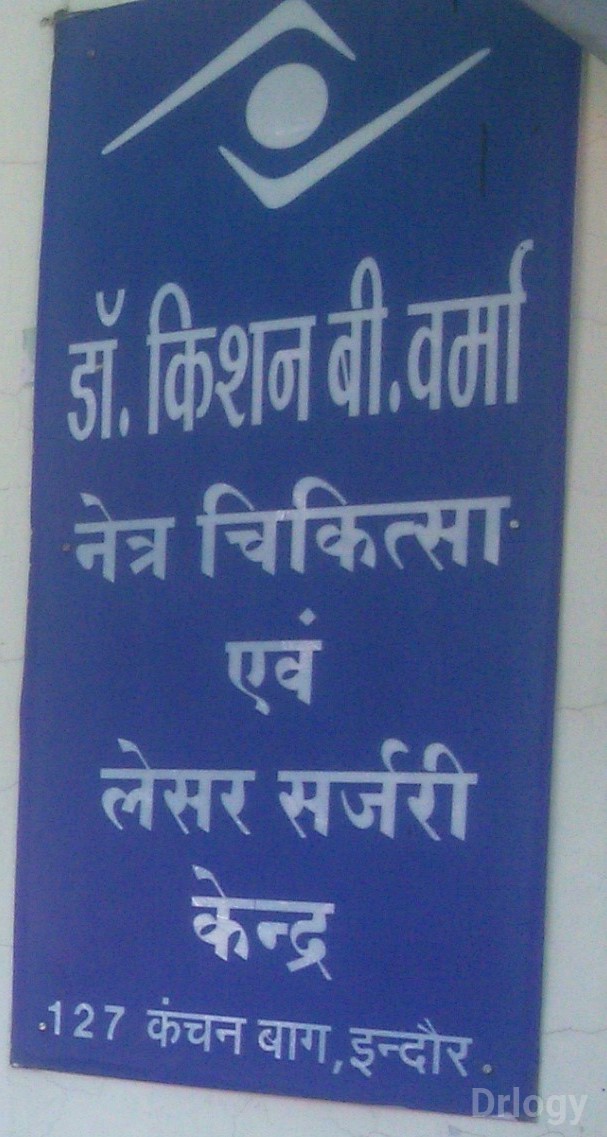 डॉ. किशन बी. वर्मा
नेत्र चिकित्सा
एवं
लेसर सर्जरी
केन्द्र
127 कंचन बाग, इन्दौर.
Drlogy